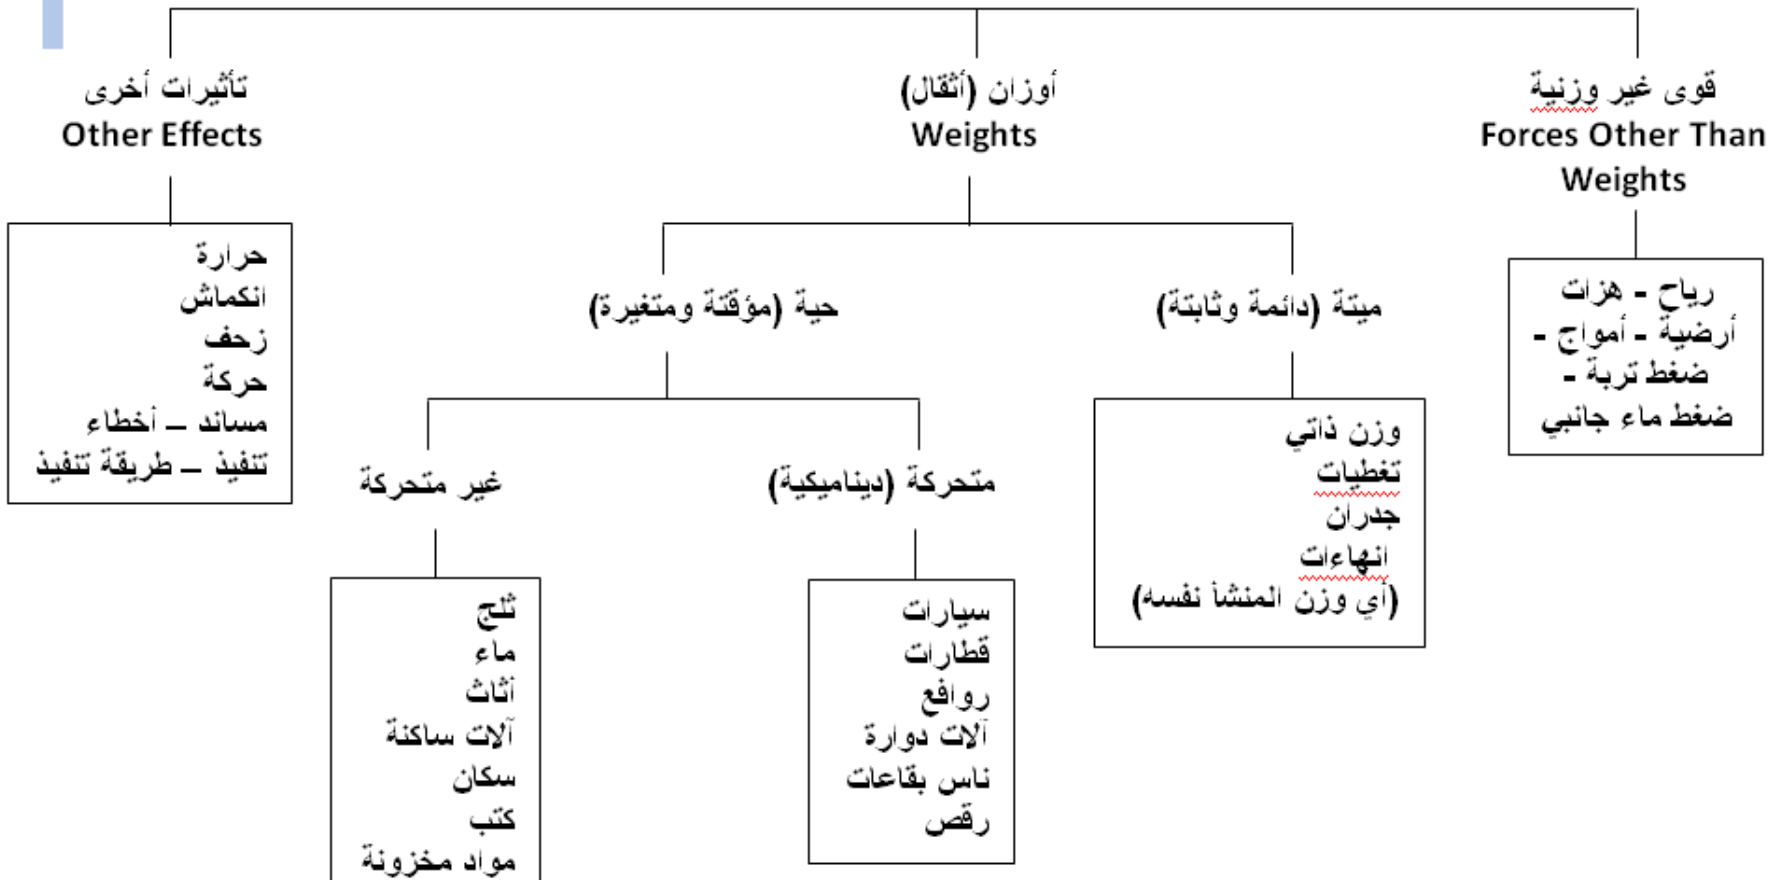 قوى غير وزنية
Forces Other Than
Weights
رياح - هزات
أرضية - أمواج -
ضغط تربة -
ضغط ماء جانبي
أوزان (أثقال)
Weights
ميتة (دائمة وثابتة)
وزن ذاتي
تغطيات
جدران
انهاءات
(أي وزن المنشأ نفسه)
حية (مؤقتة ومتغيرة)
متحركة (ديناميكية)
سيارات
قطارات
روافع
آلات دوارة
ناس بقاعات
رقص
غير متحركة
ثلج
ماء
أثاث
آلات ساكنة
سكان
كتب
مواد مخزونة
تأثيرات أخرى
Other Effects
حرارة
انكماش
زحف
حركة
مساند – أخطاء
تنفيذ – طريقة تنفيذ